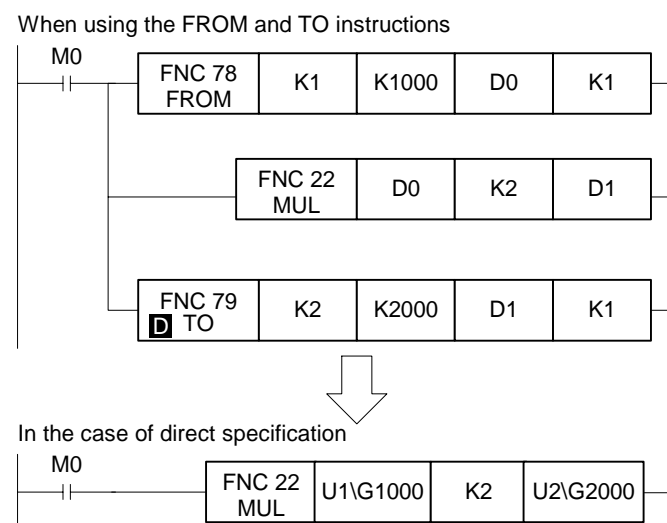 When using the FROM and TO instructions
M0
FNC 78
FROM K1 K1000 D0 K1
FNC 22
MUL D0 K2 D1
FNC 79
D TO K2 K2000 D1 K1
In the case of direct specification
M0
FNC 22
MUL U1\G1000 K2 U2\G2000